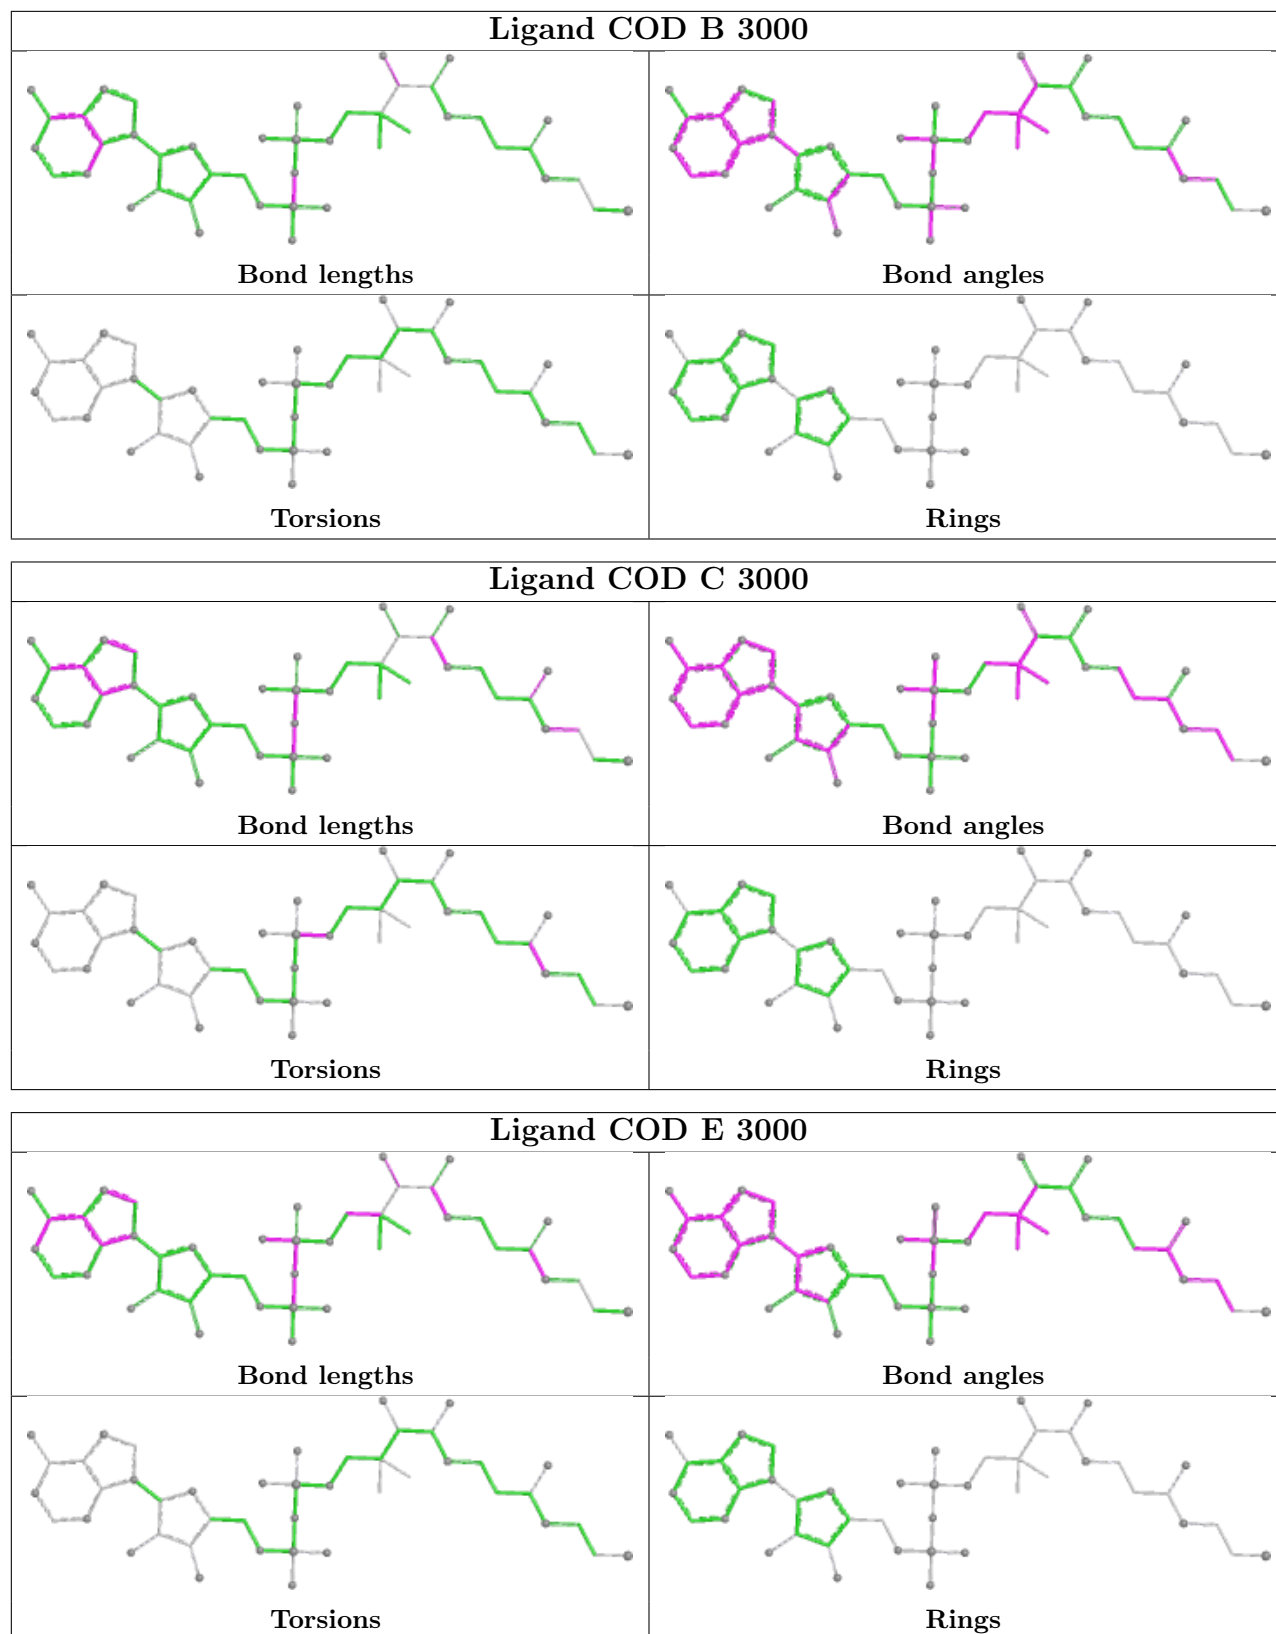 Ligand COD B 3000
Bond lengths
Bond angles
Torsions
Rings
Ligand COD C 3000
Bond lengths
Bond angles
Torsions
Rings
Ligand COD E 3000
Bond lengths
Bond angles
Torsions
Rings